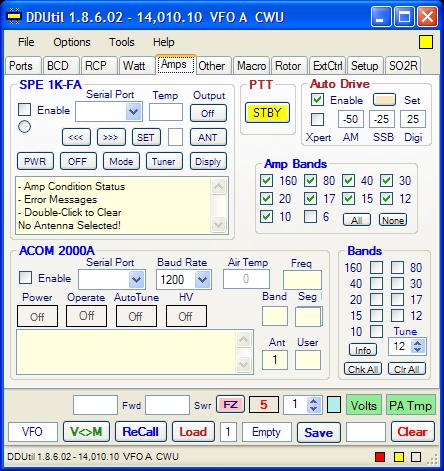 DDUtil 1.8.6.02 - 14,010.10  VFO A  CWU
File Options Tools Help
Ports BCD RCP Watt Amps Other Macro Rotor ExtCtrl Setup SO2R
SPE 1K-FA
Serial Port Temp Output
Enable Off
<<< >>> SET ANT
PWR OFF Mode Tuner Disply
- Amp Condition Status
- Error Messages
- Double-Click to Clear
No Antenna Selected!
PTT
STBY
Auto Drive
Enable Set
-50 -25 25
Xpert AM SSB Digi
Amp Bands
160 80 40 30
20 17 15 12
10 6 All None
ACOM 2000A
Serial Port Baud Rate Air Temp Freq
Enable 1200 0
Power Operate AutoTune HV Band Seg
Off Off Off Off
Ant User
1
Bands
160 80
40 30
20 17
15 12
10 Tune
Info 12
Chk All Clr All
Fwd Swr FZ 5 1 Volts PA Tmp
VFO V<>M ReCall Load 1 Empty Save Clear
DDUtil 1.8.6.02 - 14,010.10  VFO A  CWU